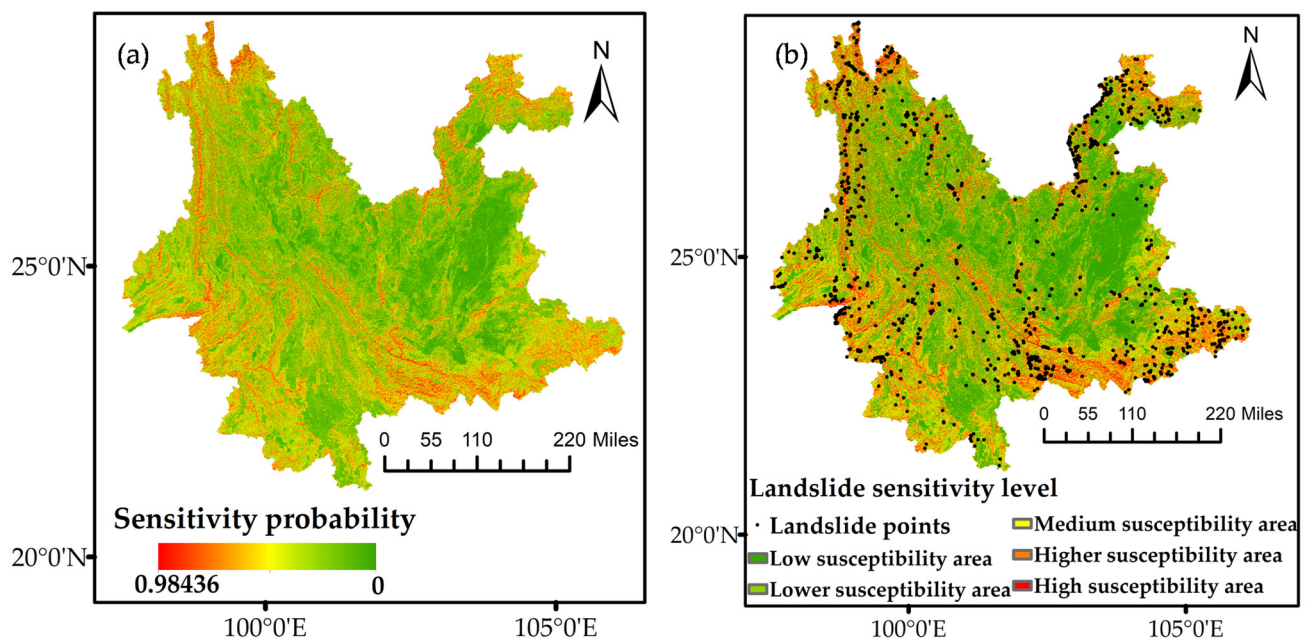 (a)
N
25°0'N
0 55 110 220 Miles
Sensitivity probability
0.98436 0
20°0'N
100°0'E 105°0'E
(b)
N
25°0'N
0 55 110 220 Miles
Landslide sensitivity level
Landslide points
Low susceptibility area
Lower susceptibility area
Medium susceptibility area
Higher susceptibility area
High susceptibility area
20°0'N
100°0'E 105°0'E